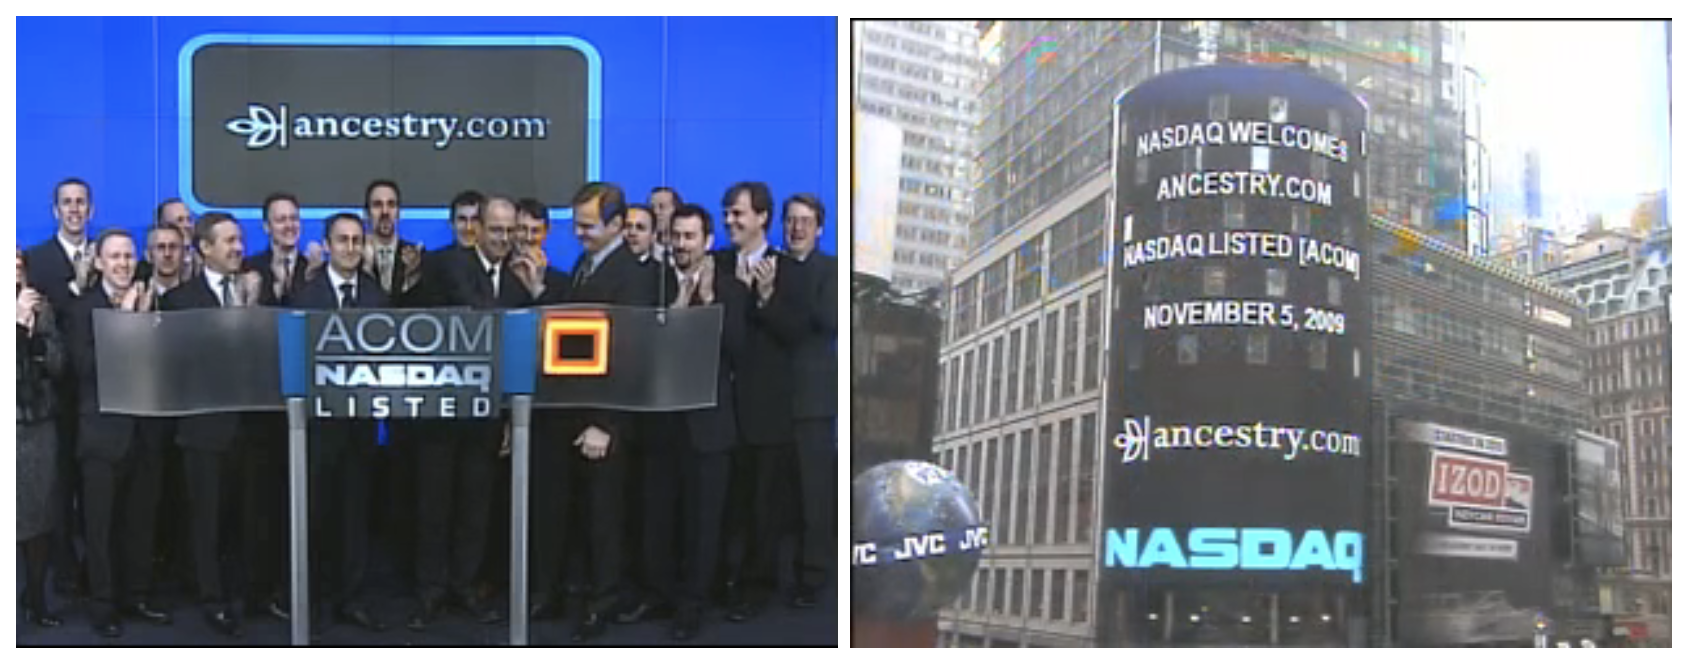 ancestry.com
ACOM
NASDAQ
LISTED
NASDAQ WELCOMES
ANCESTRY.COM
NASDAQ LISTED [ACOM]
NOVEMBER 5, 2009
ancestry.com
NASDAQ
IZOD
VC JVC JVC